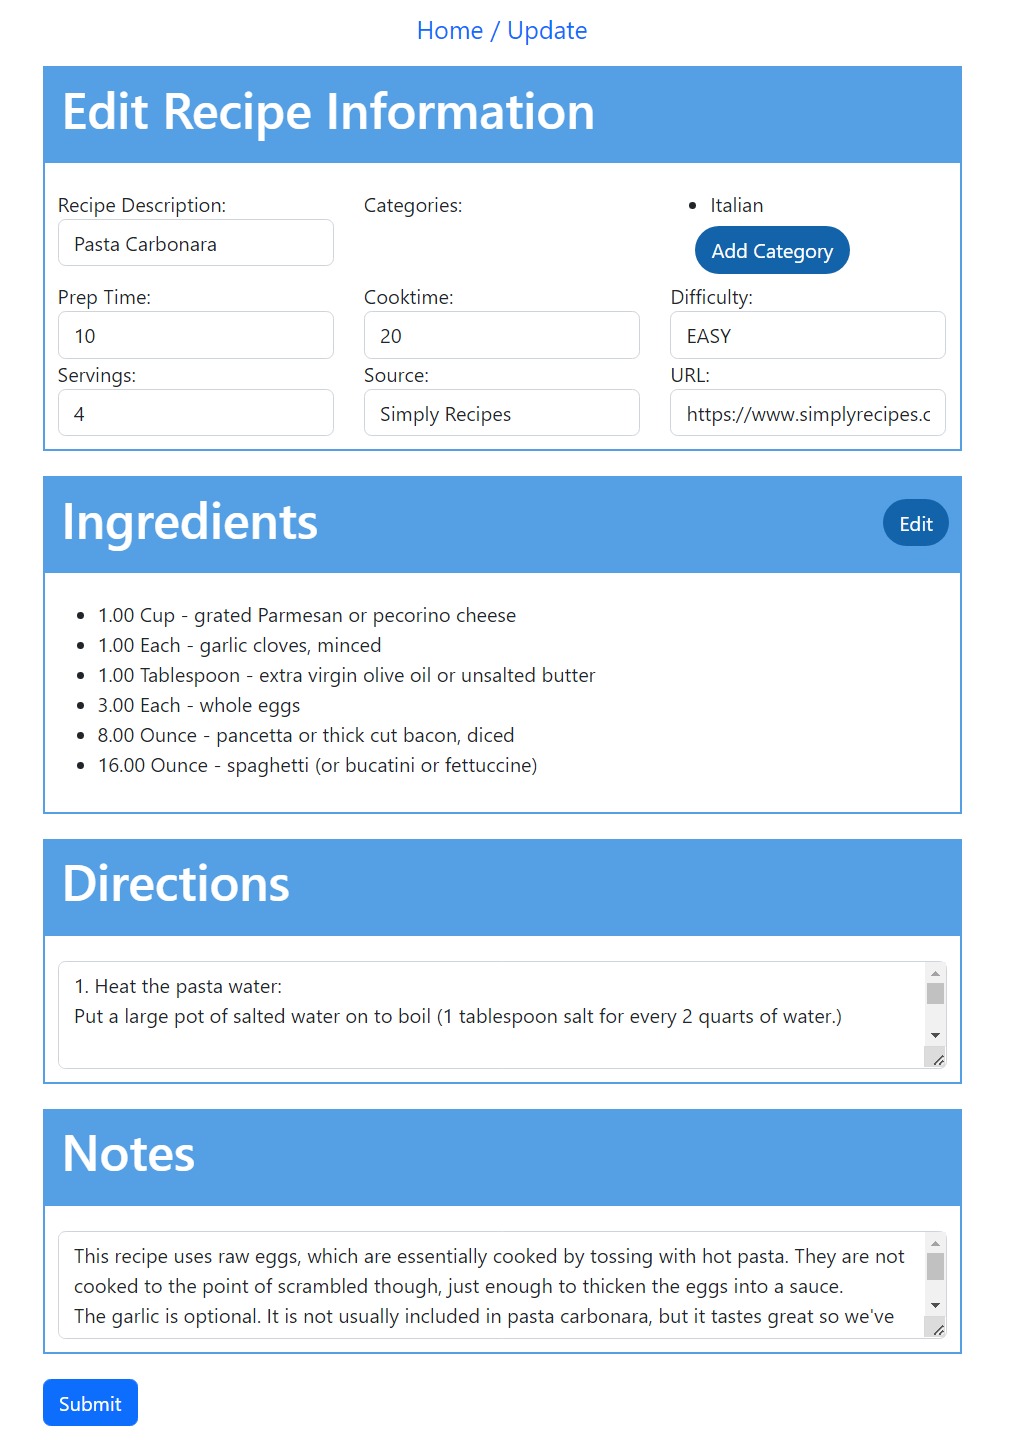 Home / Update
Edit Recipe Information
Recipe Description:
Pasta Carbonara
Categories:
• Italian
Add Category
Prep Time:
10
Cooktime:
20
Difficulty:
EASY
Servings:
4
Source:
Simply Recipes
URL:
https://www.simplyrecipes.c
Ingredients
Edit
• 1.00 Cup - grated Parmesan or pecorino cheese
• 1.00 Each - garlic cloves, minced
• 1.00 Tablespoon - extra virgin olive oil or unsalted butter
• 3.00 Each - whole eggs
• 8.00 Ounce - pancetta or thick cut bacon, diced
• 16.00 Ounce - spaghetti (or bucatini or fettuccine)
Directions
1. Heat the pasta water:
Put a large pot of salted water on to boil (1 tablespoon salt for every 2 quarts of water.)
Notes
This recipe uses raw eggs, which are essentially cooked by tossing with hot pasta. They are not
cooked to the point of scrambled though, just enough to thicken the eggs into a sauce.
The garlic is optional. It is not usually included in pasta carbonara, but it tastes great so we've
Submit